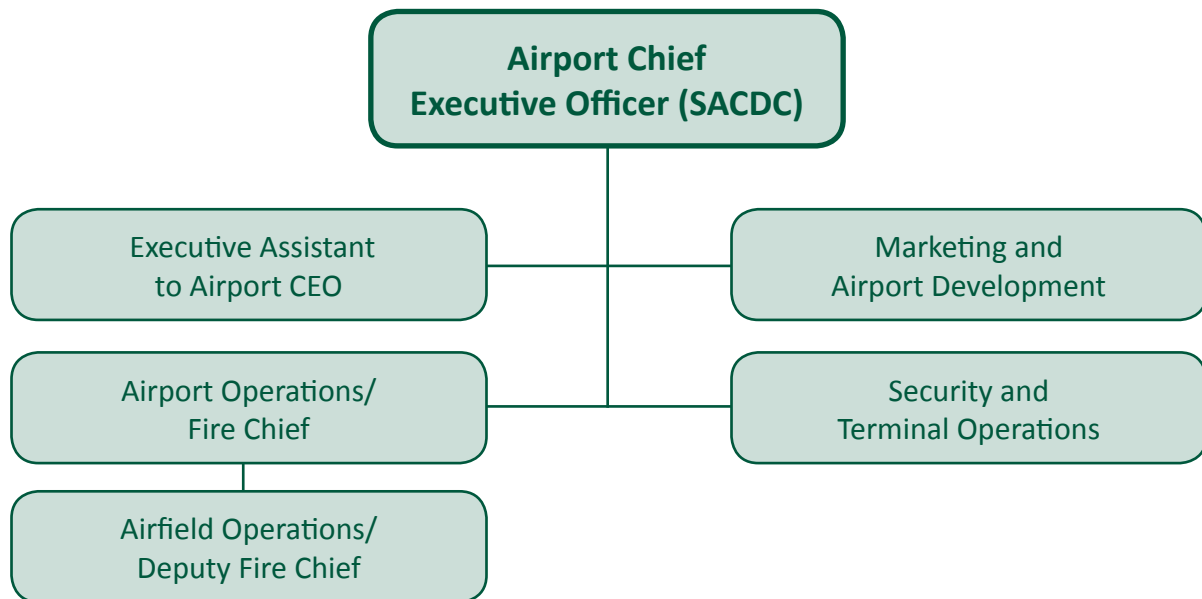 Airport Chief
Executive Officer (SACDC)
Executive Assistant
to Airport CEO
Marketing and
Airport Development
Airport Operations/
Fire Chief
Security and
Terminal Operations
Airfield Operations/
Deputy Fire Chief